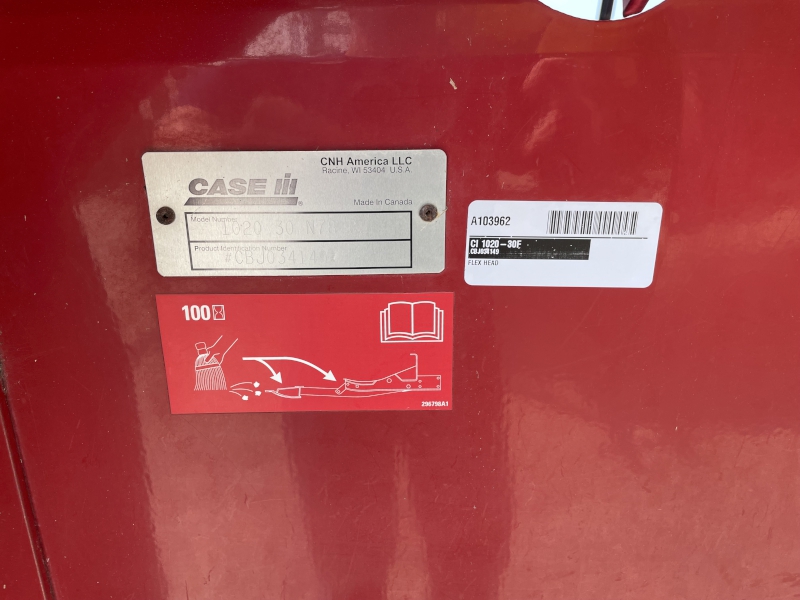 CNH America LLC
Racine, WI 53404 U.S.A
CASE IH
Made in Canada
Model Number
1020 30
Product Identification Number
A103962
CI 1020-30F
CBJ034149
FLEX HEAD
100
296798A1